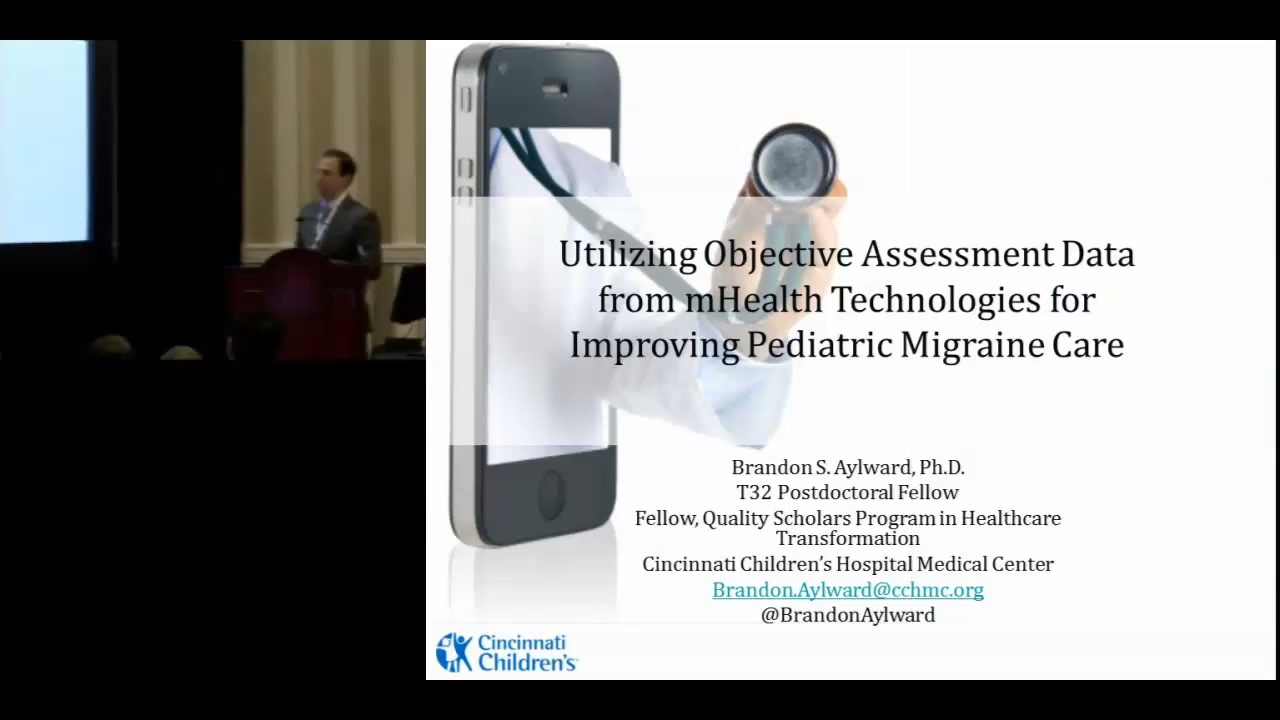 Utilizing Objective Assessment Data
from mHealth Technologies for
Improving Pediatric Migraine Care
Brandon S. Aylward, Ph.D.
T32 Postdoctoral Fellow
Fellow, Quality Scholars Program in Healthcare
Transformation
Cincinnati Children's Hospital Medical Center
Brandon.Aylward@cchmc.org
@BrandonAylward
Cincinnati
Children's